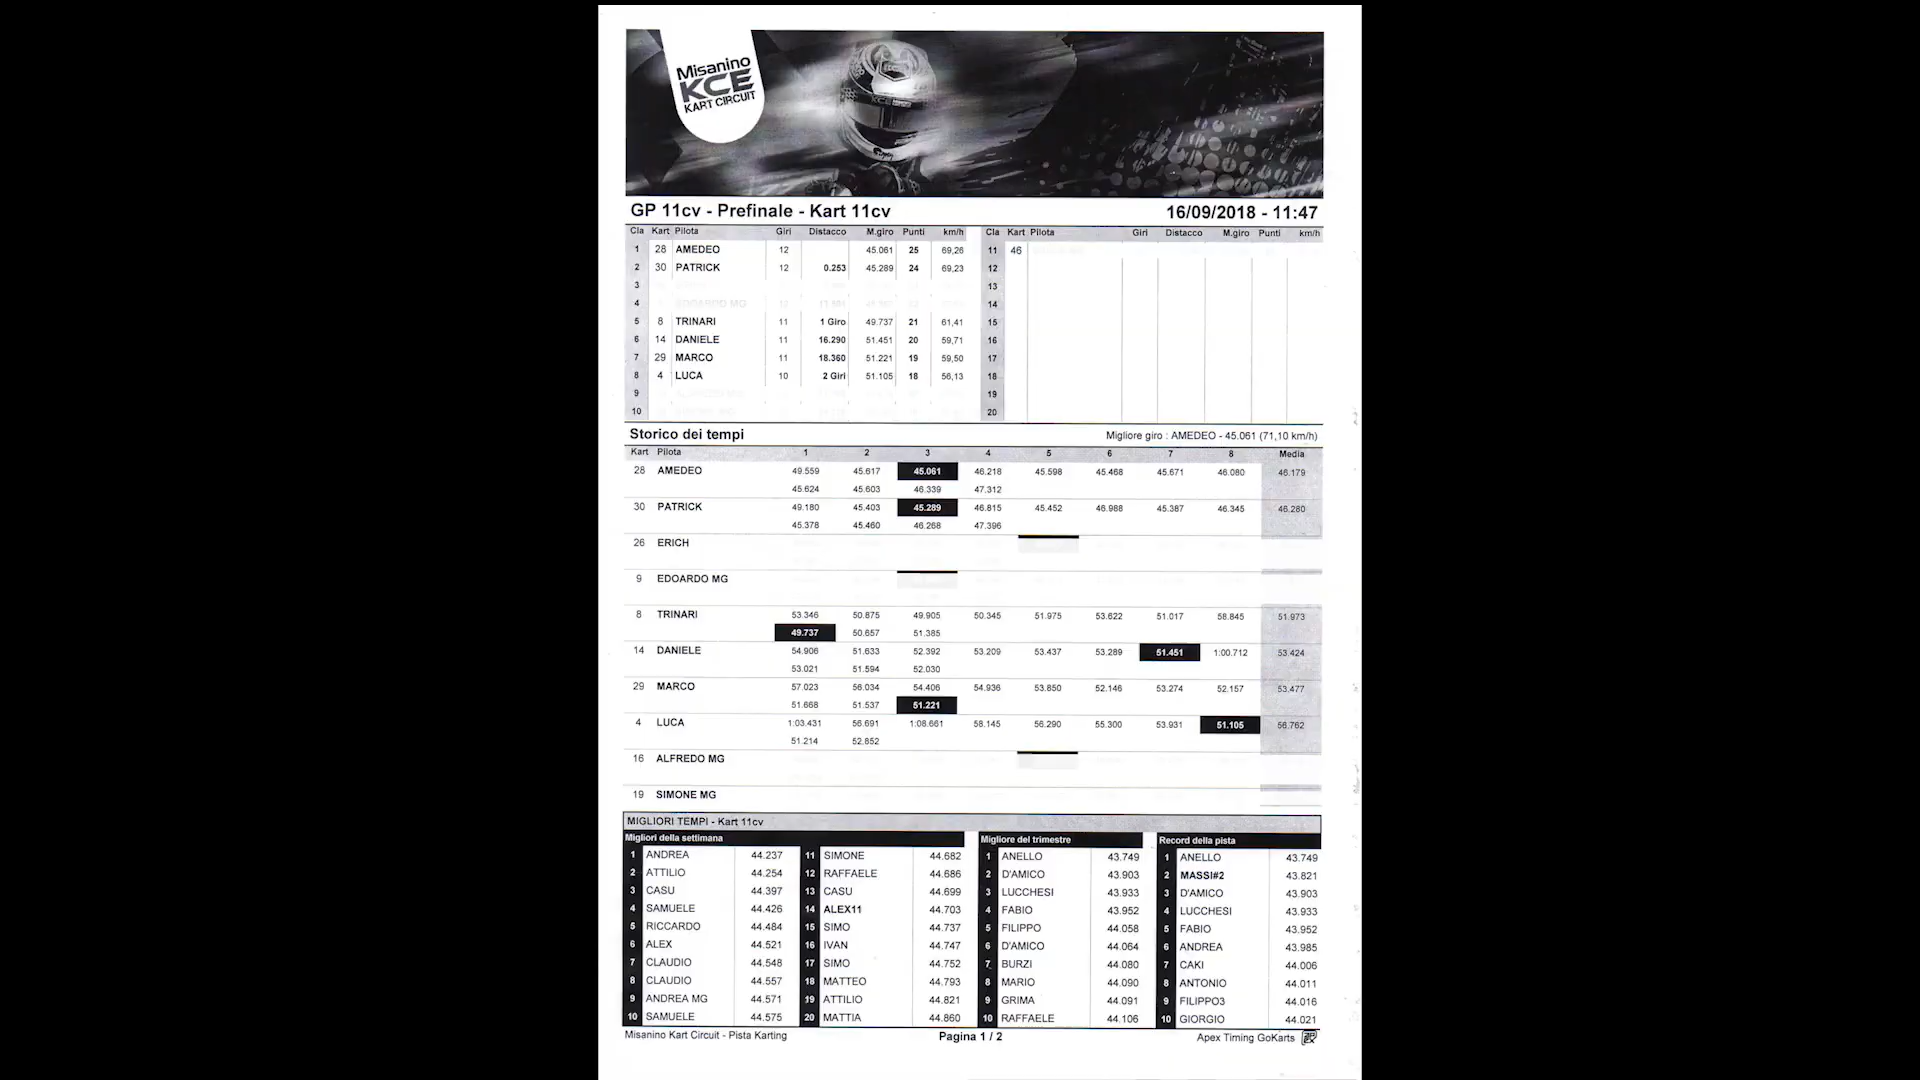 Misanino
KCE
KART CIRCUIT
GP 11cv - Prefinale - Kart 11cv 16/09/2018 - 11:47
Cla Kart Pilota Giri Distacco M.giro Punti km/h Cla Kart Pilota Giri Distacco M.giro Punti km/h
1 28 AMEDEO 12 45.061 25 69,26 11 46
2 30 PATRICK 12 0.253 45.289 24 69,23 12
3 13
4 EDOARDO MG 12 14
5 8 TRINARI 11 1 Giro 49.737 21 61,41 15
6 14 DANIELE 11 16.290 51.451 20 59,71 16
7 29 MARCO 11 18.360 51.221 19 59,50 17
8 4 LUCA 10 2 Giri 51.105 18 56,13 18
9 ALFREDO MG 19
10 20
Storico dei tempi Migliore giro : AMEDEO - 45.061 (71,10 km/h)
Kart Pilota 1 2 3 4 5 6 7 8 Media
28 AMEDEO 49.559 45.617 45.061 46.218 45.598 45.468 45.671 46.080 46.179
45.624 45.603 46.339 47.312
30 PATRICK 49.180 45.403 45.289 46.815 45.452 46.988 45.387 46.345 46.280
45.378 45.460 46.268 47.396
26 ERICH
9 EDOARDO MG
8 TRINARI 53.346 50.875 49.905 50.345 51.975 53.622 51.017 58.845 51.973
49.737 50.657 51.385
14 DANIELE 54.906 51.633 52.392 53.209 53.437 53.289 51.451 1:00.712 53.424
53.021 51.594 52.030
29 MARCO 57.023 56.034 54.406 54.936 53.850 52.146 53.274 52.157 53.477
51.668 51.537 51.221
4 LUCA 1:03.431 56.691 1:08.661 58.145 56.290 55.300 53.931 51.105 56.762
51.214 52.852
16 ALFREDO MG
19 SIMONE MG
MIGLIORI TEMPI - Kart 11cv
Migliori della settimana Migliore del trimestre Record della pista
1 ANDREA 44.237 11 SIMONE 44.682 1 ANELLO 43.749 1 ANELLO 43.749
2 ATTILIO 44.254 12 RAFFAELE 44.686 2 D'AMICO 43.903 2 MASSI#2 43.821
3 CASU 44.397 13 CASU 44.699 3 LUCCHESI 43.933 3 D'AMICO 43.903
4 SAMUELE 44.426 14 ALEX11 44.703 4 FABIO 43.952 4 LUCCHESI 43.933
5 RICCARDO 44.484 15 SIMO 44.737 5 FILIPPO 44.058 5 FABIO 43.952
6 ALEX 44.521 16 IVAN 44.747 6 D'AMICO 44.064 6 ANDREA 43.985
7 CLAUDIO 44.548 17 SIMO 44.752 7 BURZI 44.080 7 CAKI 44.006
8 CLAUDIO 44.557 18 MATTEO 44.793 8 MARIO 44.090 8 ANTONIO 44.011
9 ANDREA MG 44.571 19 ATTILIO 44.821 9 GRIMA 44.091 9 FILIPPO3 44.016
10 SAMUELE 44.575 20 MATTIA 44.860 10 RAFFAELE 44.106 10 GIORGIO 44.021
Misanino Kart Circuit - Pista Karting Pagina 1 / 2 Apex Timing GoKarts